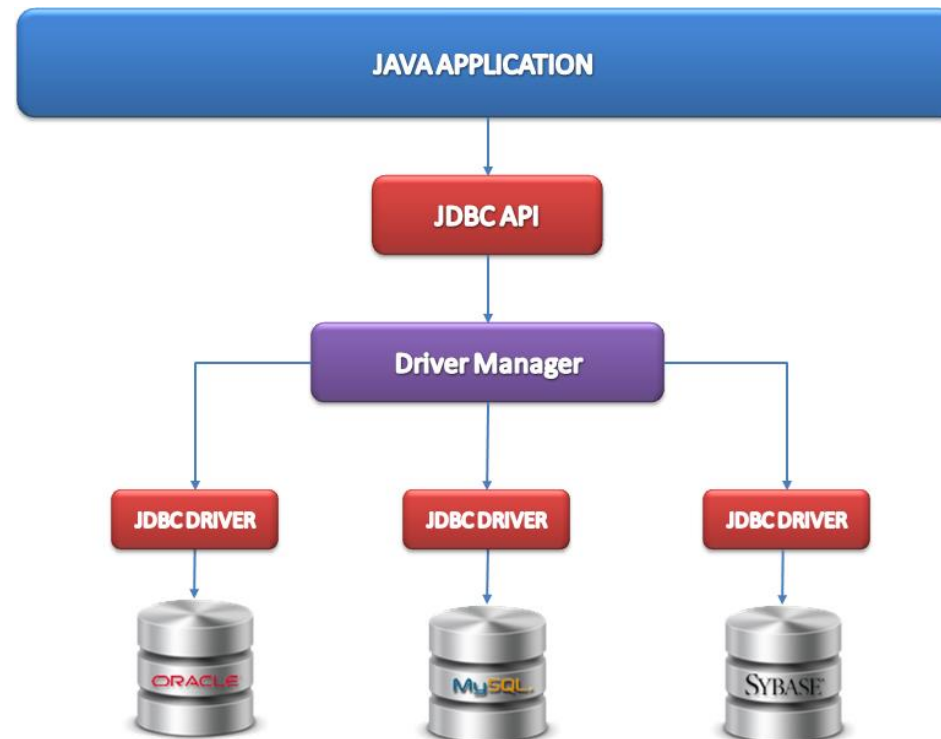 JAVA APPLICATION
JDBC API
Driver Manager
JDBC DRIVER
JDBC DRIVER
JDBC DRIVER
ORACLE
MySQL
SYBASE